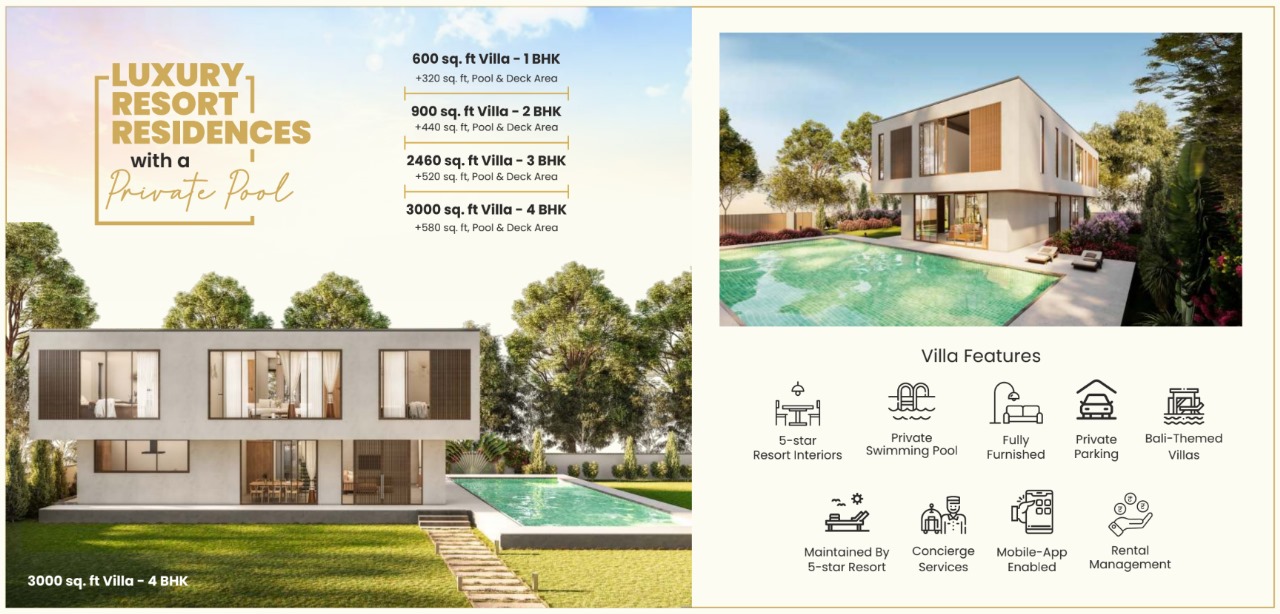 LUXURY
RESORT
RESIDENCES
with a
Private Pool
600 sq. ft Villa - 1 BHK
+320 sq. ft, Pool & Deck Area
900 sq. ft Villa - 2 BHK
+440 sq. ft, Pool & Deck Area
2460 sq. ft Villa - 3 BHK
+520 sq. ft, Pool & Deck Area
3000 sq. ft Villa - 4 BHK
+580 sq. ft, Pool & Deck Area
3000 sq. ft Villa - 4 BHK
Villa Features
5-star
Resort Interiors
Private
Swimming Pool
Fully
Furnished
Private
Parking
Bali-Themed
Villas
Maintained By
5-star Resort
Concierge
Services
Mobile-App
Enabled
Rental
Management